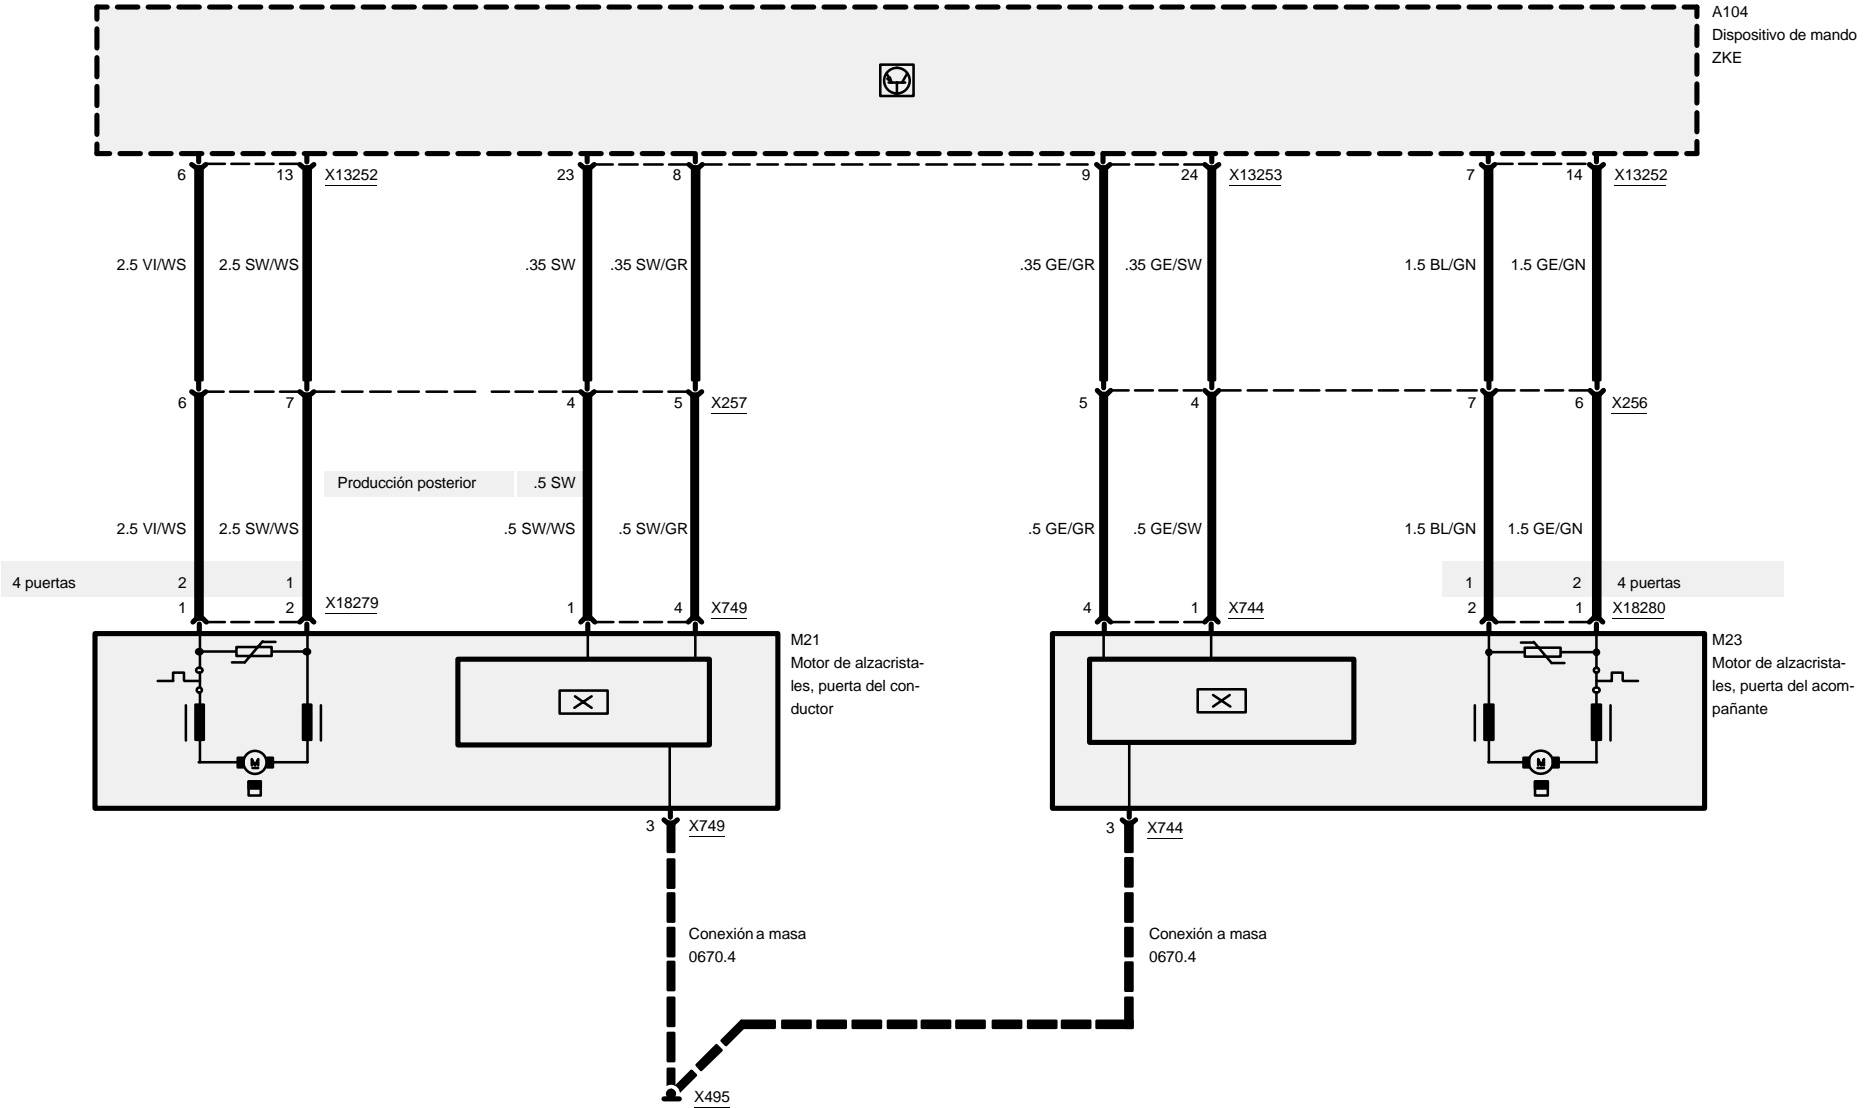 A104
Dispositivo de mando
ZKE
6 13 X13252 23 8 9 24 X13253 7 14 X13252
2.5 VI/WS 2.5 SW/WS .35 SW .35 SW/GR .35 GE/GR .35 GE/SW 1.5 BL/GN 1.5 GE/GN
6 7 4 5 X257 5 4 7 6 X256
Producción posterior .5 SW
2.5 VI/WS 2.5 SW/WS .5 SW/WS .5 SW/GR .5 GE/GR .5 GE/SW 1.5 BL/GN 1.5 GE/GN
4 puertas 2 1 1 2 4 puertas
1 2 X18279 1 4 X749 4 1 X744 2 1 X18280
M21
Motor de alzacrista-
les, puerta del con-
ductor
M23
Motor de alzacrista-
les, puerta del acom-
pañante
M M
3 X749 3 X744
Conexión a masa
0670.4
Conexión a masa
0670.4
X495